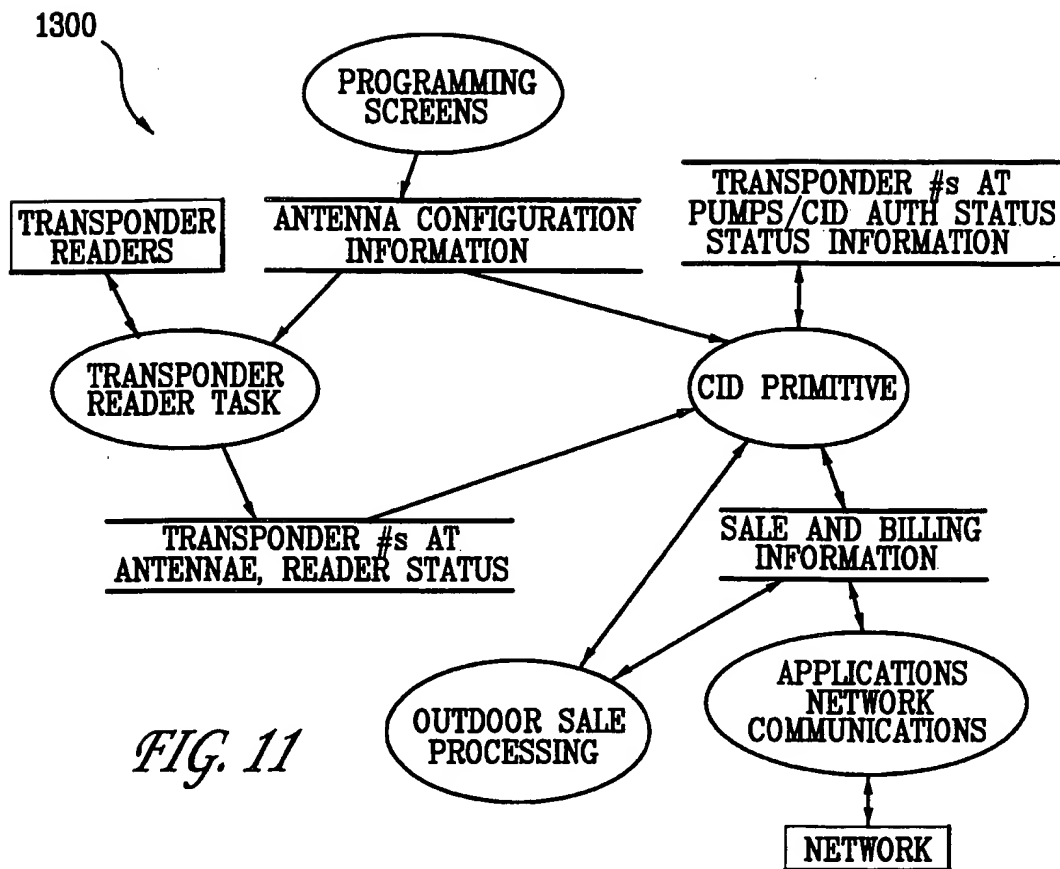 1300
PROGRAMMING
SCREENS
TRANSPONDER
READERS
ANTENNA CONFIGURATION
INFORMATION
TRANSPONDER #s AT
PUMPS/CID AUTH STATUS
STATUS INFORMATION
TRANSPONDER
READER TASK
CID PRIMITIVE
TRANSPONDER #s AT
ANTENNAE, READER STATUS
SALE AND BILLING
INFORMATION
OUTDOOR SALE
PROCESSING
APPLICATIONS
NETWORK
COMMUNICATIONS
NETWORK
FIG. 11